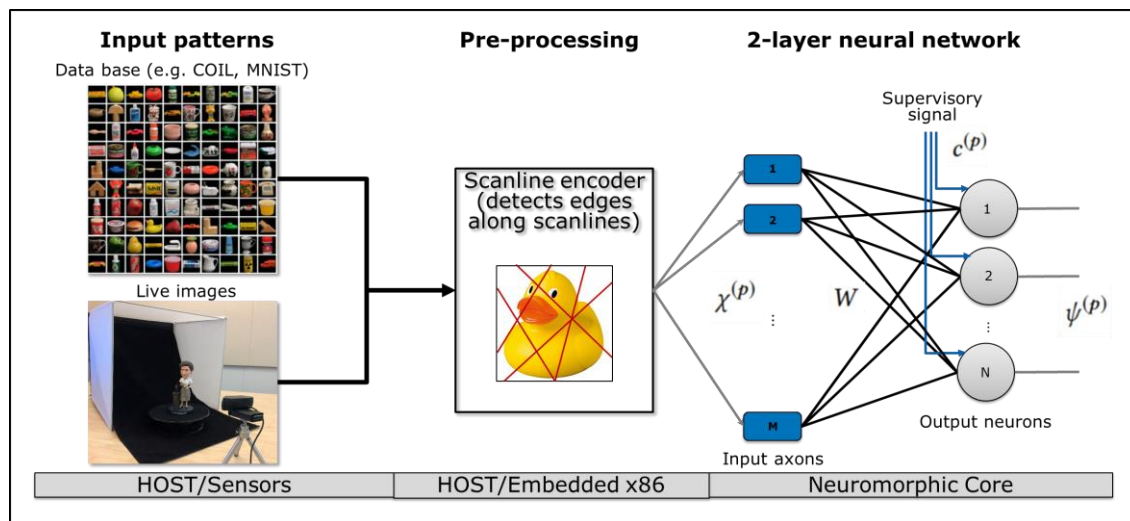 Input patterns
Data base (e.g. COIL, MNIST)
Live images
HOST/Sensors
Pre-processing
Scanline encoder
(detects edges
along scanlines)
HOST/Embedded x86
2-layer neural network
Supervisory
signal
c^(p)
1
2
⋮
M
χ^(p)
W
1
2
⋮
N
ψ^(p)
Output neurons
Input axons
Neuromorphic Core